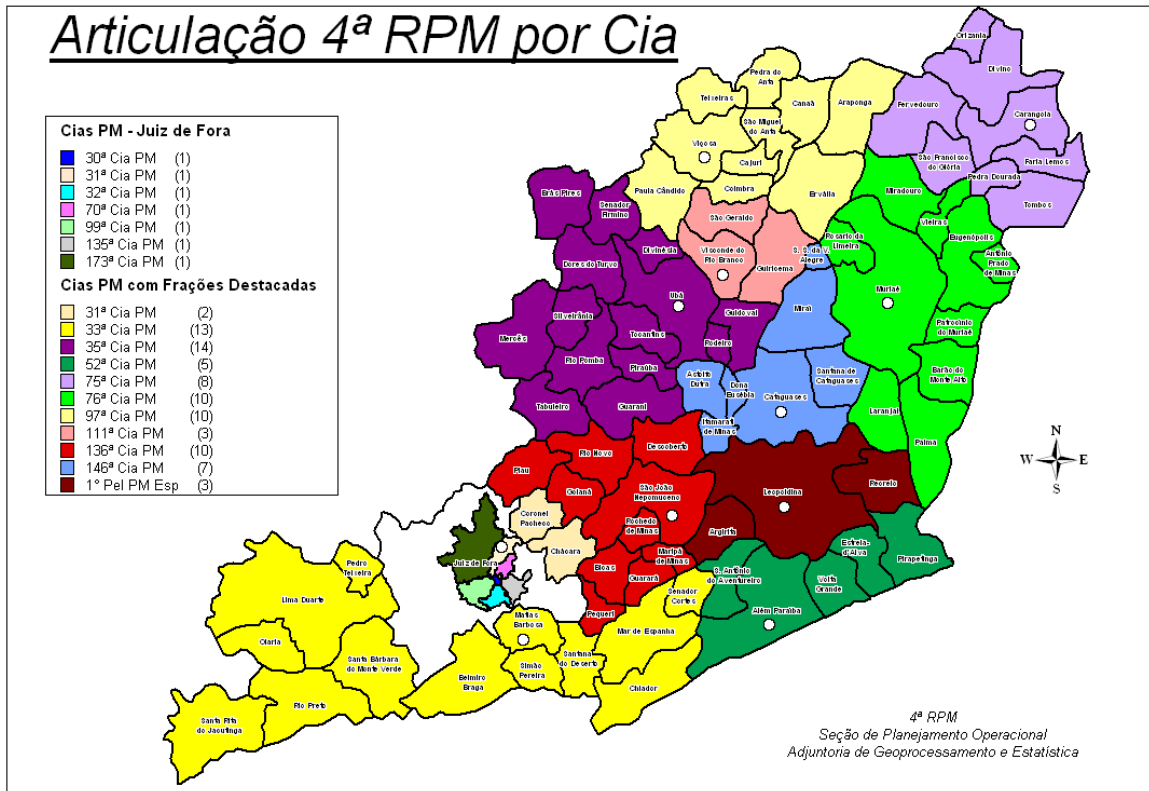 Articulação 4ª RPM por Cia
Cias PM - Juiz de Fora
30ª Cia PM (1)
31ª Cia PM (1)
32ª Cia PM (1)
70ª Cia PM (1)
99ª Cia PM (1)
135ª Cia PM (1)
173ª Cia PM (1)
Cias PM com Frações Destacadas
31ª Cia PM (2)
33ª Cia PM (13)
35ª Cia PM (14)
52ª Cia PM (5)
75ª Cia PM (8)
76ª Cia PM (10)
97ª Cia PM (10)
111ª Cia PM (3)
136ª Cia PM (10)
146ª Cia PM (7)
1° Pel PM Esp (3)
Orizânia
Divino
Fervedouro
Carangola
São Francisco
do Glória
Faria Lemos
Pedra Dourada
Tombos
Pedra do
Anta
Teixeiras
Canaã
Araponga
São Miguel
do Anta
Viçosa
Cajuri
Coimbra
Paula Cândido
Ervália
Miradouro
Vieiras
Eugenópolis
Rosário da
Limeira
Antônio
Prado
de Minas
Muriaé
Patrocínio
do Muriaé
Barão do
Monte Alto
Laranjal
Palma
Brás Pires
Senador
Firmino
Divinésia
Dores do Turvo
Ubá
Silveirânia
Mercês
Tocantins
Guidoval
Rodeiro
Rio Pomba
Piraúba
Tabuleiro
Guarani
São Geraldo
Visconde do
Rio Branco
Guiricema
S. S. da V.
Alegre
Miraí
Astolfo
Dutra
Dona
Eusébia
Santana de
Cataguases
Cataguases
Itamarati
de Minas
Descoberto
Rio Novo
Piau
Goianá
São João
Nepomuceno
Rochedo
de Minas
Bicas
Maripá
de Minas
Guarará
Pequeri
Leopoldina
Recreio
Argirita
Estrela-
d'Alva
Pirapetinga
S. Antônio
do Aventureiro
Volta
Grande
Além Paraíba
Coronel
Pacheco
Chácara
Juiz de Fora
Pedro
Teixeira
Lima Duarte
Olaria
Santa Bárbara
do Monte Verde
Rio Preto
Santa Rita
do Jacutinga
Belmiro
Braga
Matias
Barbosa
Simão
Pereira
Santana
do Deserto
Senador
Cortes
Mar de Espanha
Chiador
N
W E
S
4ª RPM
Seção de Planejamento Operacional
Adjuntoria de Geoprocessamento e Estatística